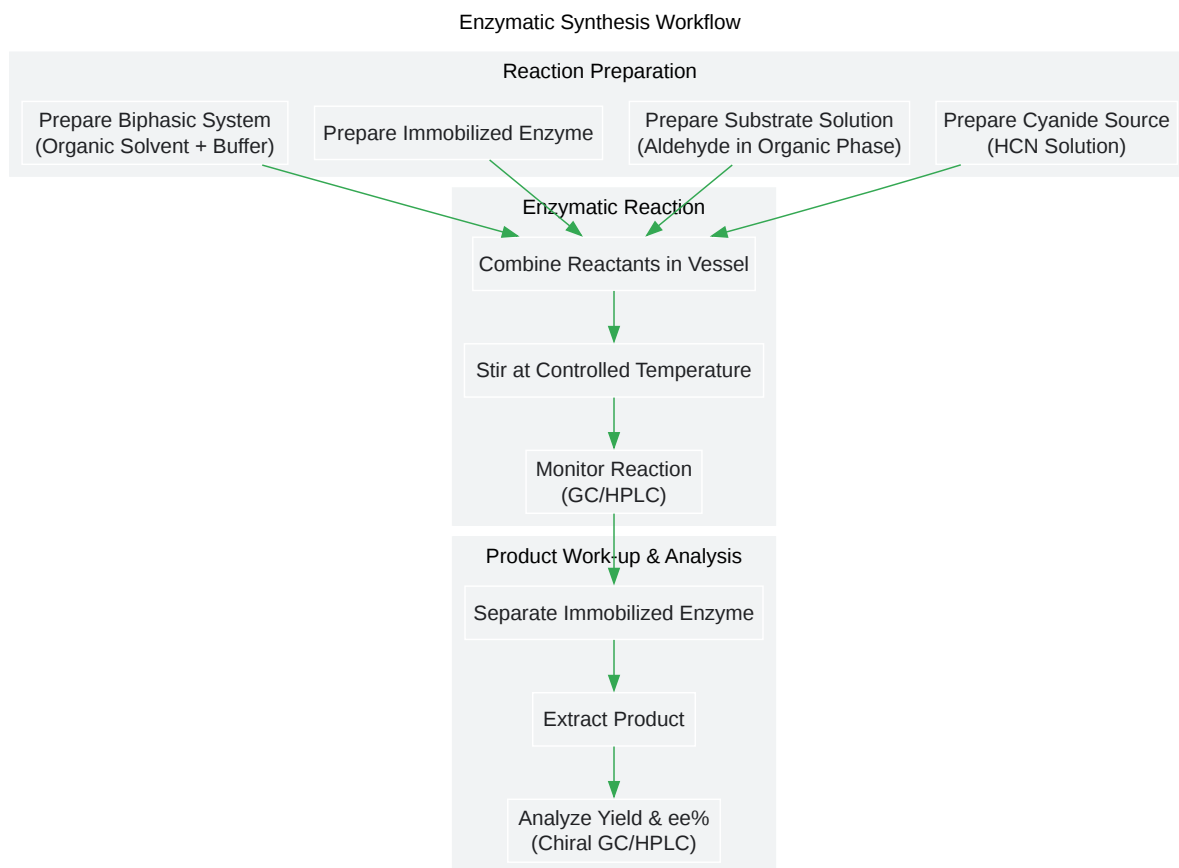 Enzymatic Synthesis Workflow
Reaction Preparation
Prepare Biphasic System
(Organic Solvent + Buffer)
Prepare Immobilized Enzyme
Prepare Substrate Solution
(Aldehyde in Organic Phase)
Prepare Cyanide Source
(HCN Solution)
Enzymatic Reaction
Combine Reactants in Vessel
Stir at Controlled Temperature
Monitor Reaction
(GC/HPLC)
Product Work-up & Analysis
Separate Immobilized Enzyme
Extract Product
Analyze Yield & ee%
(Chiral GC/HPLC)